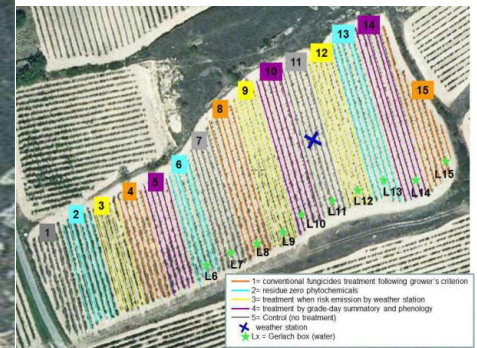 14
13
12
11
10
9
8
7
6
5
4
3
2
1
15
L15
L14
L13
L12
L11
L10
L9
L8
L7
L6
1= conventional fungicides treatment following grower's criterion
2= residue zero phytochemicals
3= treatment when risk emission by weather station
4= treatment by grade-day summatory and phenology
5= Control (no treatment)
weather station
Lx = Gerlach box (water)